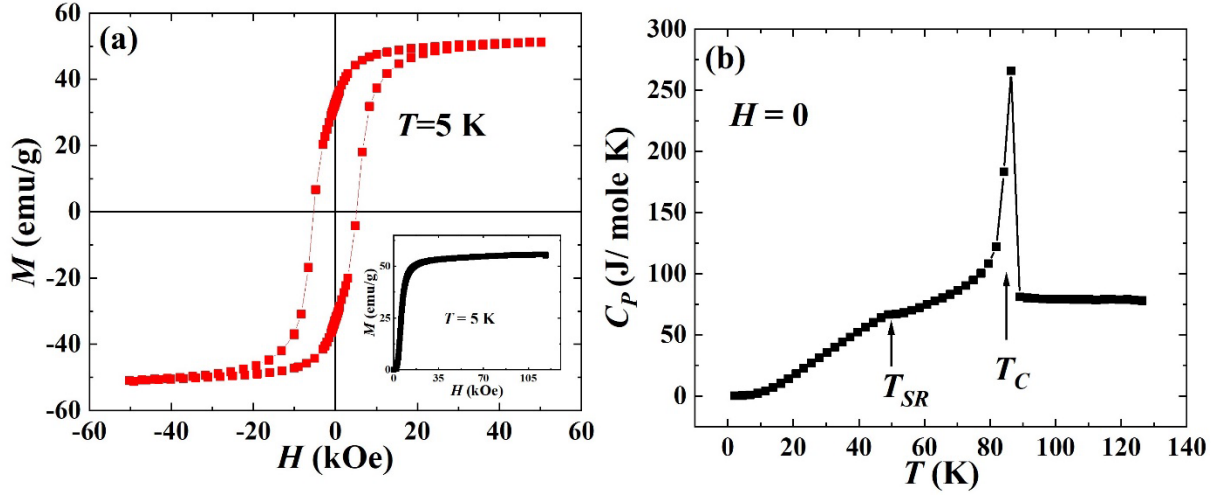 (a)
60
40
20
0
-20
-40
-60
M (emu/g)
T=5 K
-60 -40 -20 0 20 40 60
H (kOe)
50
25
0
M (emu/g)
T = 5 K
0 35 70 105
H (kOe)
(b)
300
250
200
150
100
50
0
C_P (J/ mole K)
H = 0
T_SR
T_C
0 20 40 60 80 100 120 140
T (K)